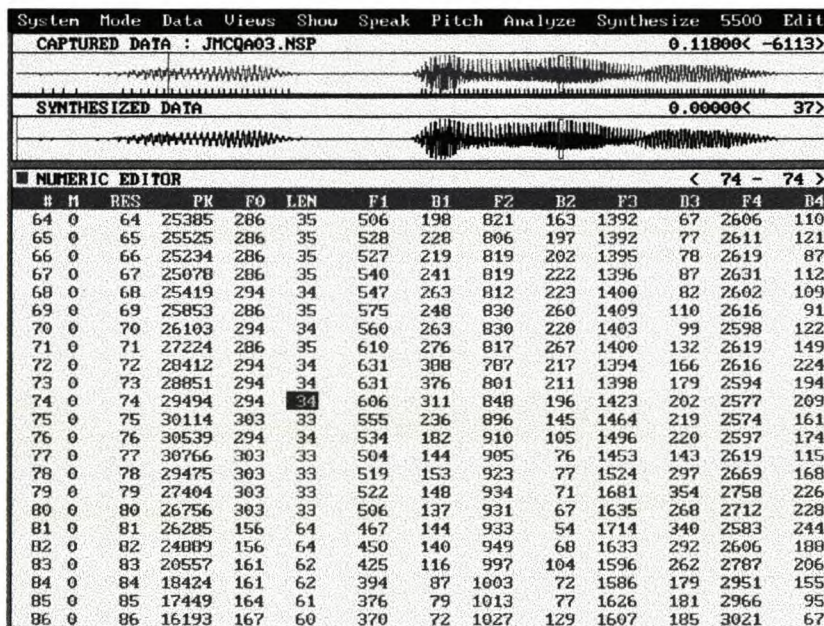 System Mode Data Views Show Speak Pitch Analyze Synthesize 5500 Edit
CAPTURED DATA : JMCQA03.NSP 0.11800< -6113>
SYNTHESIZED DATA 0.00000< 37>
NUMERIC EDITOR < 74 - 74 >
# M RES PK F0 LEN F1 B1 F2 B2 F3 B3 F4 B4
64 0 64 25385 286 35 506 198 821 163 1392 67 2606 110
65 0 65 25525 286 35 528 228 806 197 1392 77 2611 121
66 0 66 25234 286 35 527 219 819 202 1395 78 2619 87
67 0 67 25078 286 35 540 241 819 222 1396 87 2631 112
68 0 68 25419 294 34 547 263 812 223 1400 82 2602 109
69 0 69 25853 286 35 575 248 830 260 1409 110 2616 91
70 0 70 26103 294 34 560 263 830 220 1403 99 2598 122
71 0 71 27224 286 35 610 276 817 267 1400 132 2619 149
72 0 72 28412 294 34 631 308 787 217 1394 166 2616 224
73 0 73 28851 294 34 631 376 801 211 1398 179 2594 194
74 0 74 29494 294 34 606 311 848 196 1423 202 2577 209
75 0 75 30114 303 33 555 236 896 145 1464 219 2574 161
76 0 76 30539 294 34 534 182 910 105 1496 220 2597 174
77 0 77 30766 303 33 504 144 905 76 1453 143 2619 115
78 0 78 29475 303 33 519 153 923 77 1524 297 2669 168
79 0 79 27404 303 33 522 148 934 71 1681 354 2758 226
80 0 80 26756 303 33 506 137 931 67 1635 268 2712 228
81 0 81 26285 156 64 467 144 933 54 1714 340 2583 244
82 0 82 24889 156 64 450 140 949 68 1633 292 2606 188
83 0 83 20557 161 62 425 116 997 104 1596 262 2787 206
84 0 84 18424 161 62 394 87 1003 72 1586 179 2951 155
85 0 85 17449 164 61 376 79 1013 77 1626 181 2966 95
86 0 86 16193 167 60 370 72 1027 129 1607 185 3021 67